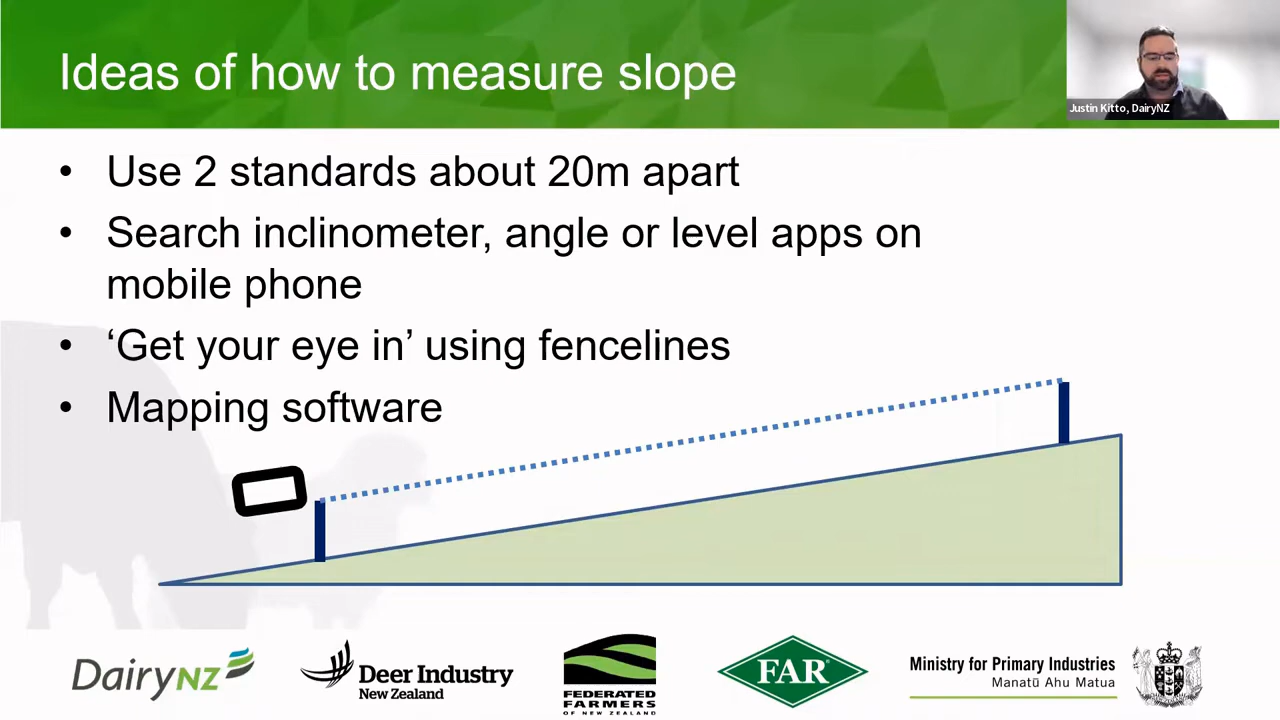 Ideas of how to measure slope
Justin Kitto, DairyNZ
• Use 2 standards about 20m apart
• Search inclinometer, angle or level apps on
mobile phone
• ‘Get your eye in’ using fencelines
• Mapping software
DairyNZ
Deer Industry
New Zealand
FEDERATED
FARMERS
OF NEW ZEALAND
FAR®
Ministry for Primary Industries
Manatū Ahu Matua